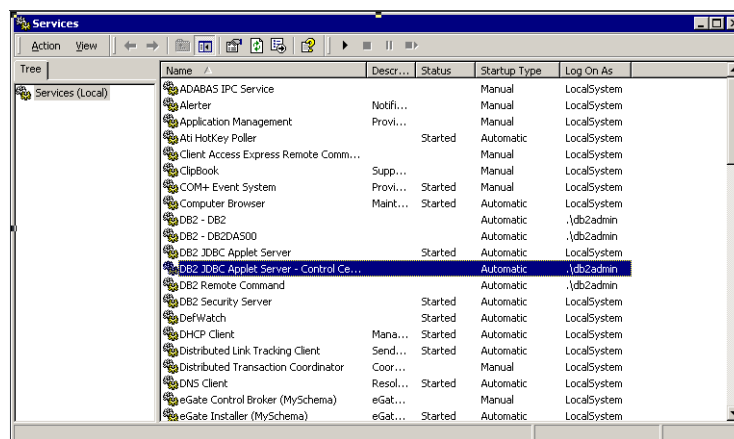 Services
Action View
Tree
Services (Local)
Name Descr... Status Startup Type Log On As
ADABAS IPC Service Manual LocalSystem
Alerter Notifi... Manual LocalSystem
Application Management Provi... Manual LocalSystem
Ati HotKey Poller Started Automatic LocalSystem
Client Access Express Remote Comm... Manual LocalSystem
ClipBook Supp... Manual LocalSystem
COM+ Event System Provi... Started Manual LocalSystem
Computer Browser Maint... Started Automatic LocalSystem
DB2 - DB2 Automatic .\db2admin
DB2 - DB2DAS00 Automatic .\db2admin
DB2 JDBC Applet Server Started Automatic LocalSystem
DB2 JDBC Applet Server - Control Ce... Automatic .\db2admin
DB2 Remote Command Automatic .\db2admin
DB2 Security Server Started Automatic LocalSystem
DefWatch Started Automatic LocalSystem
DHCP Client Mana... Started Automatic LocalSystem
Distributed Link Tracking Client Send... Started Automatic LocalSystem
Distributed Transaction Coordinator Coor... Manual LocalSystem
DNS Client Resol... Started Automatic LocalSystem
eGate Control Broker (MySchema) eGat... Manual LocalSystem
eGate Installer (MySchema) eGat... Started Automatic LocalSystem